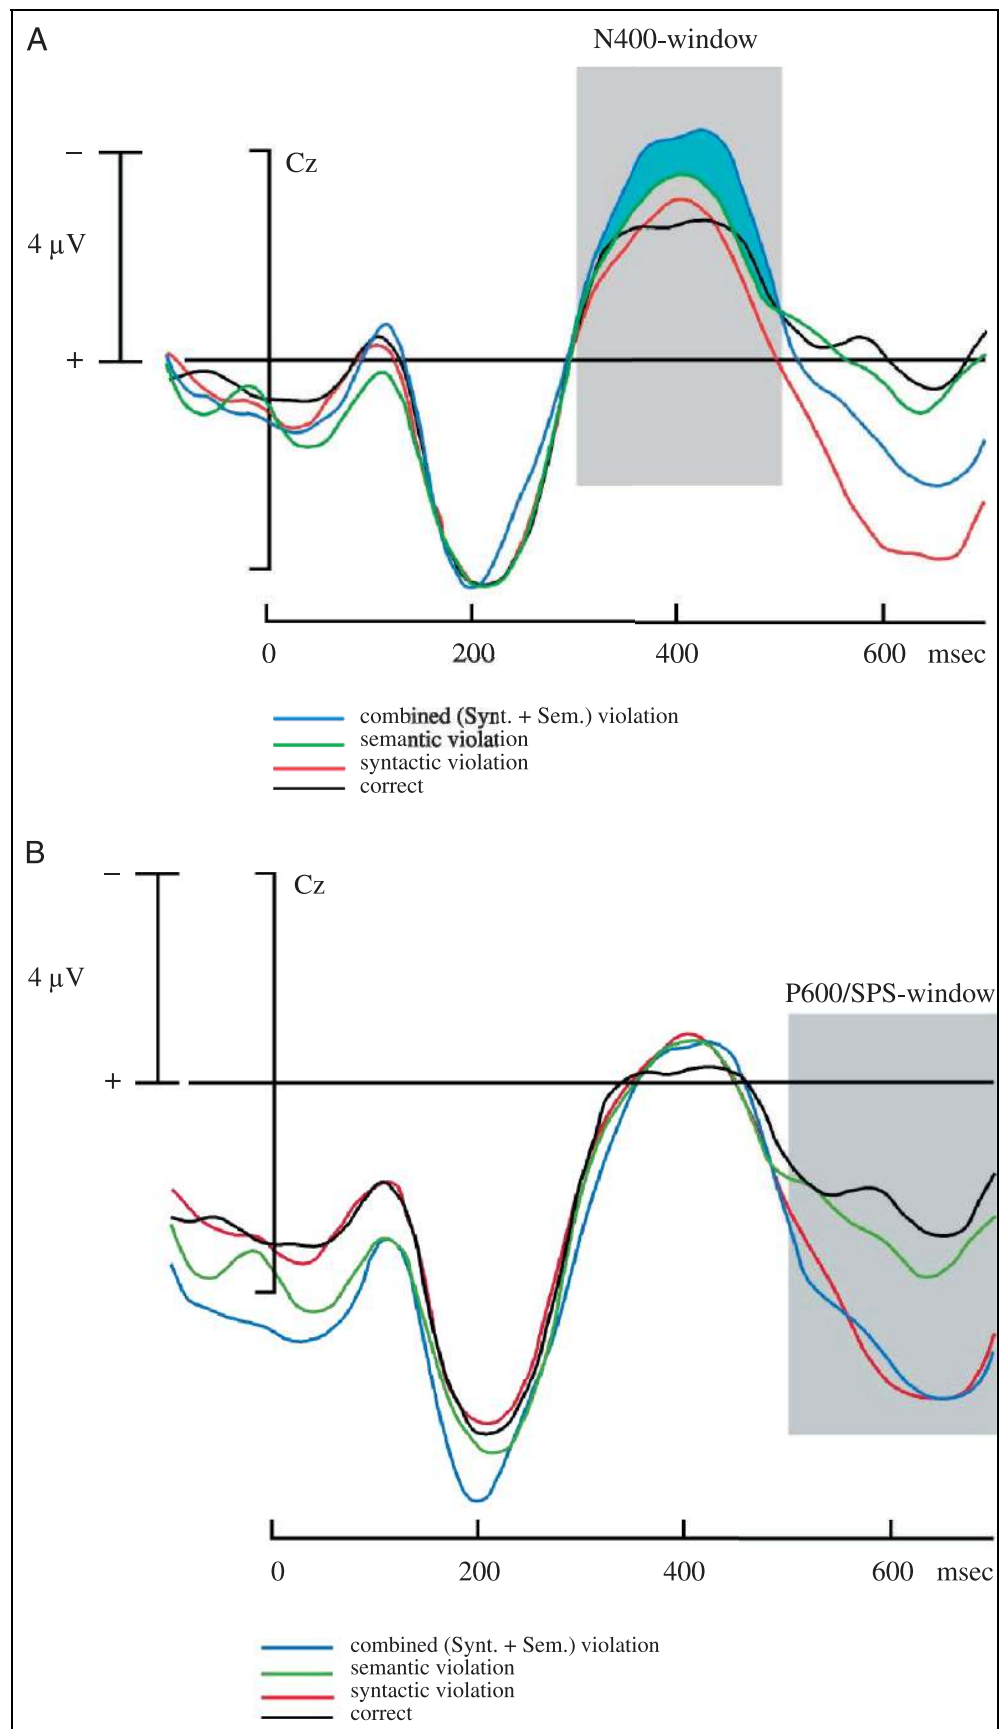 A
N400-window
−
Cz
4 μV
+
0 200 400 600 msec
combined (Synt. + Sem.) violation
semantic violation
syntactic violation
correct
B
−
Cz
4 μV
P600/SPS-window
+
0 200 400 600 msec
combined (Synt. + Sem.) violation
semantic violation
syntactic violation
correct